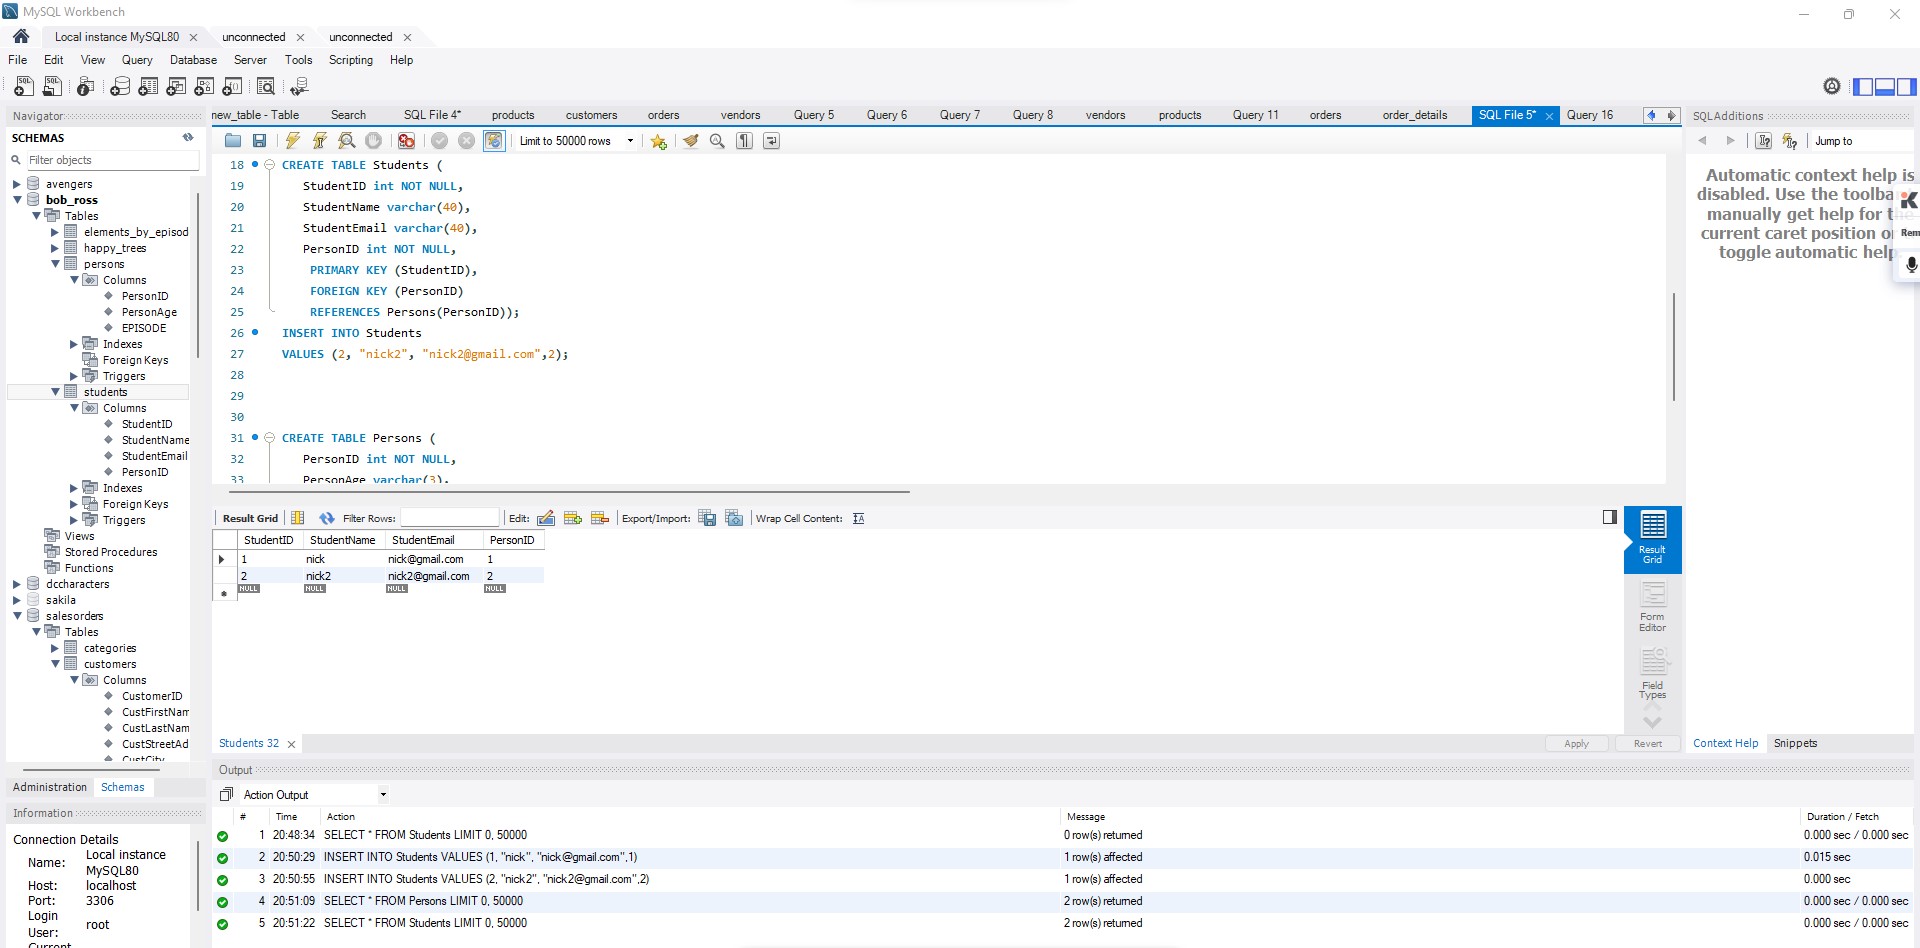 MySQL Workbench
Local instance MySQL80 unconnected unconnected
File Edit View Query Database Server Tools Scripting Help
Navigator
SCHEMAS
Filter objects
avengers
bob_ross
Tables
elements_by_episod
happy_trees
persons
Columns
PersonID
PersonAge
EPISODE
Indexes
Foreign Keys
Triggers
students
Columns
StudentID
StudentName
StudentEmail
PersonID
Indexes
Foreign Keys
Triggers
Views
Stored Procedures
Functions
dccharacters
sakila
salesorders
Tables
categories
customers
Columns
CustomerID
CustFirstNam
CustLastNam
CustStreetAd
CustCity
Administration Schemas
Information
Connection Details
Name: Local instance MySQL80
Host: localhost
Port: 3306
Login User: root
Current
new_table - Table Search SQL File 4* products customers orders vendors Query 5 Query 6 Query 7 Query 8 vendors products Query 11 orders order_details SQL File 5* Query 16
Limit to 50000 rows
18 CREATE TABLE Students (
19 StudentID int NOT NULL,
20 StudentName varchar(40),
21 StudentEmail varchar(40),
22 PersonID int NOT NULL,
23 PRIMARY KEY (StudentID),
24 FOREIGN KEY (PersonID)
25 REFERENCES Persons(PersonID));
26 INSERT INTO Students
27 VALUES (2, "nick2", "nick2@gmail.com",2);
28
29
30
31 CREATE TABLE Persons (
32 PersonID int NOT NULL,
33 PersonAge varchar(3),
Result Grid Filter Rows: Edit: Export/Import: Wrap Cell Content:
StudentID StudentName StudentEmail PersonID
1 nick nick@gmail.com 1
2 nick2 nick2@gmail.com 2
NULL NULL NULL NULL
Result Grid
Form Editor
Field Types
Students 32
Apply Revert
Output
Action Output
# Time Action Message Duration / Fetch
1 20:48:34 SELECT * FROM Students LIMIT 0, 50000 0 row(s) returned 0.000 sec / 0.000 sec
2 20:50:29 INSERT INTO Students VALUES (1, "nick", "nick@gmail.com",1) 1 row(s) affected 0.015 sec
3 20:50:55 INSERT INTO Students VALUES (2, "nick2", "nick2@gmail.com",2) 1 row(s) affected 0.000 sec
4 20:51:09 SELECT * FROM Persons LIMIT 0, 50000 2 row(s) returned 0.000 sec / 0.000 sec
5 20:51:22 SELECT * FROM Students LIMIT 0, 50000 2 row(s) returned 0.000 sec / 0.000 sec
SQLAdditions
Jump to
Automatic context help is
disabled. Use the toolba
manually get help for the
current caret position o
toggle automatic help
Rem
Context Help Snippets